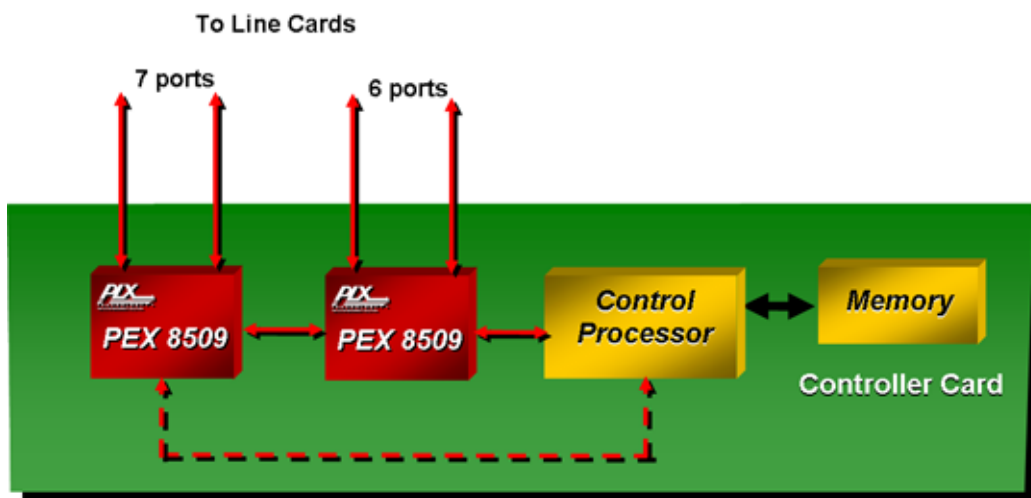 To Line Cards
7 ports
6 ports
PLX
PEX 8509
PLX
PEX 8509
Control
Processor
Memory
Controller Card